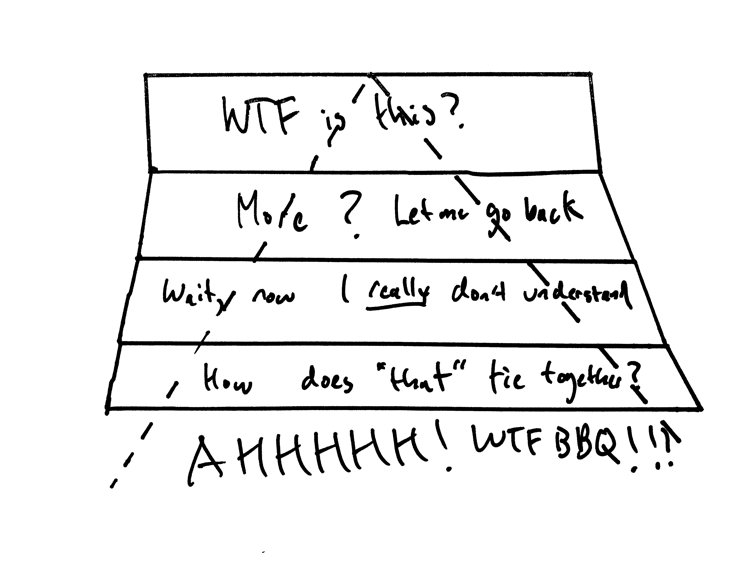 WTF is this?
More? Let me go back
Wait, now I really don't understand
How does "that" tie together?
AHHHHH! WTF BBQ!!!